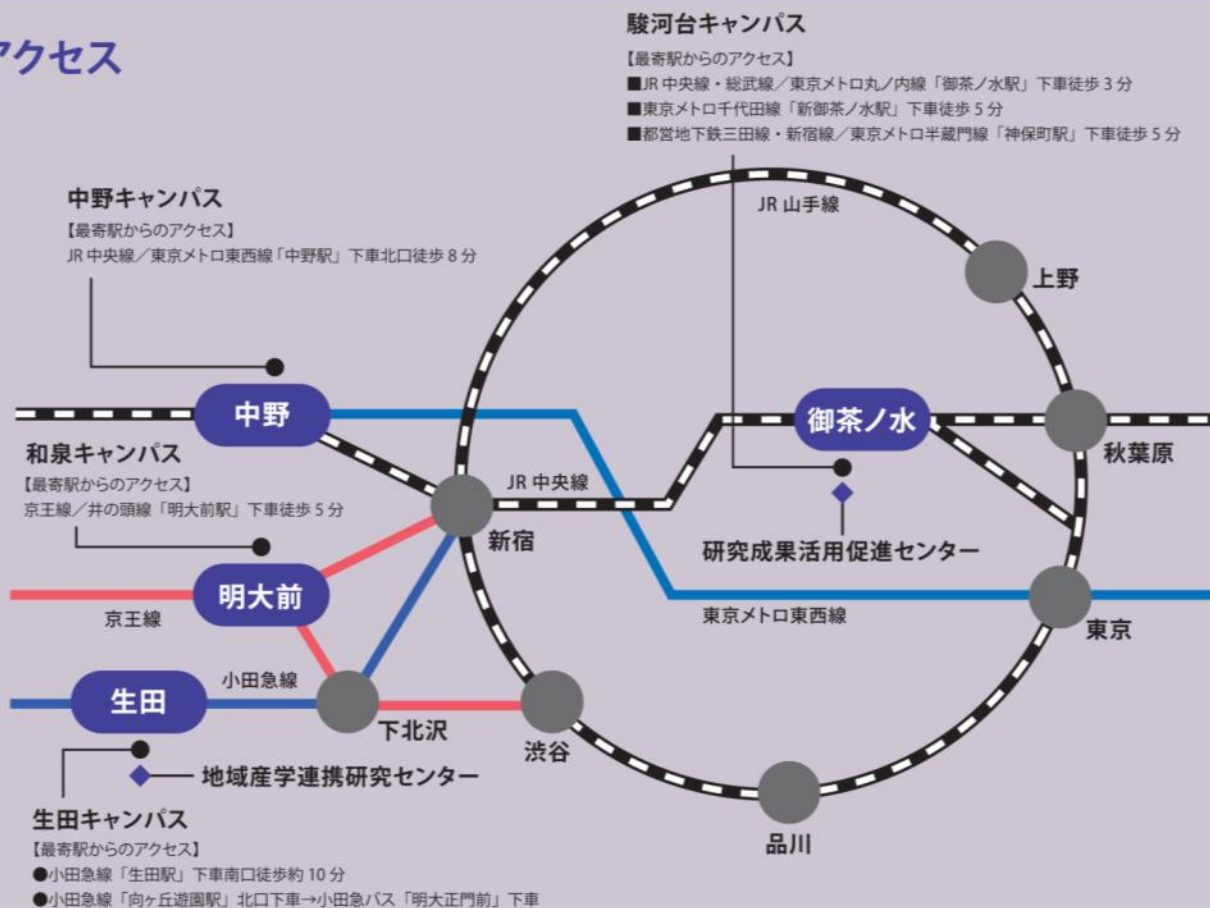 アクセス
駿河台キャンパス
【最寄駅からのアクセス】
■JR 中央線・総武線／東京メトロ丸ノ内線「御茶ノ水駅」下車徒歩 3 分
■東京メトロ千代田線「新御茶ノ水駅」下車徒歩 5 分
■都営地下鉄三田線・新宿線／東京メトロ半蔵門線「神保町駅」下車徒歩 5 分
中野キャンパス
【最寄駅からのアクセス】
JR 中央線／東京メトロ東西線「中野駅」下車北口徒歩 8 分
JR 山手線
上野
中野
御茶ノ水
秋葉原
和泉キャンパス
【最寄駅からのアクセス】
京王線／井の頭線「明大前駅」下車徒歩 5 分
JR 中央線
新宿
研究成果活用促進センター
明大前
京王線
東京メトロ東西線
東京
生田
小田急線
下北沢
渋谷
地域産学連携研究センター
品川
生田キャンパス
【最寄駅からのアクセス】
●小田急線「生田駅」下車南口徒歩約 10 分
●小田急線「向ヶ丘遊園駅」北口下車→小田急バス「明大正門前」下車